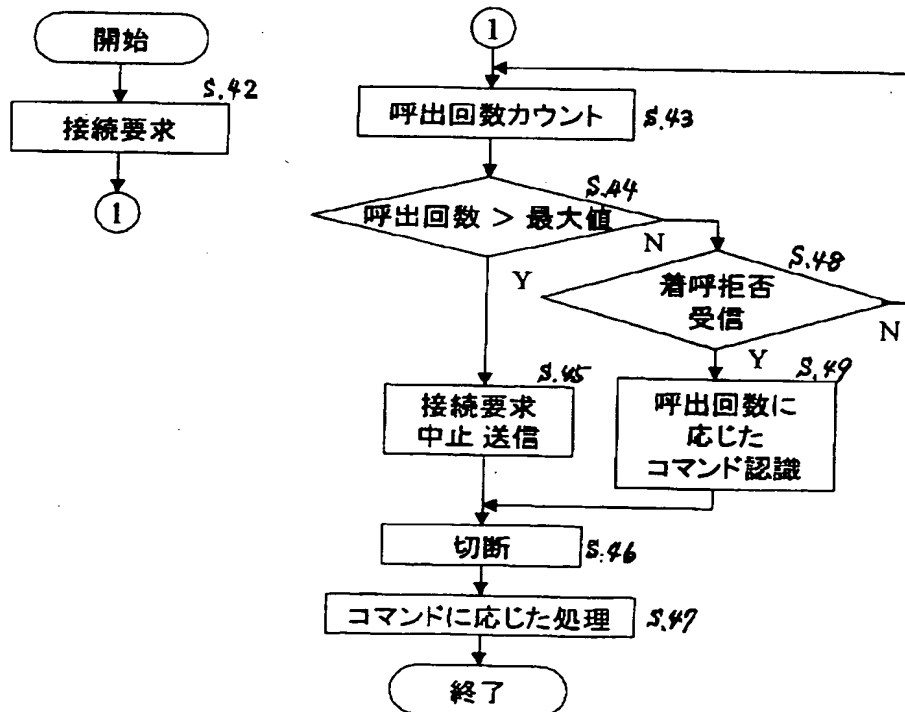 開始
S.42
接続要求
1
1
呼出回数カウント
S.43
S.44
呼出回数 > 最大値
N
Y
S.48
着呼拒否
受信
N
Y
S.45
接続要求
中止 送信
S.49
呼出回数に
応じた
コマンド認識
切断
S.46
コマンドに応じた処理
S.47
終了